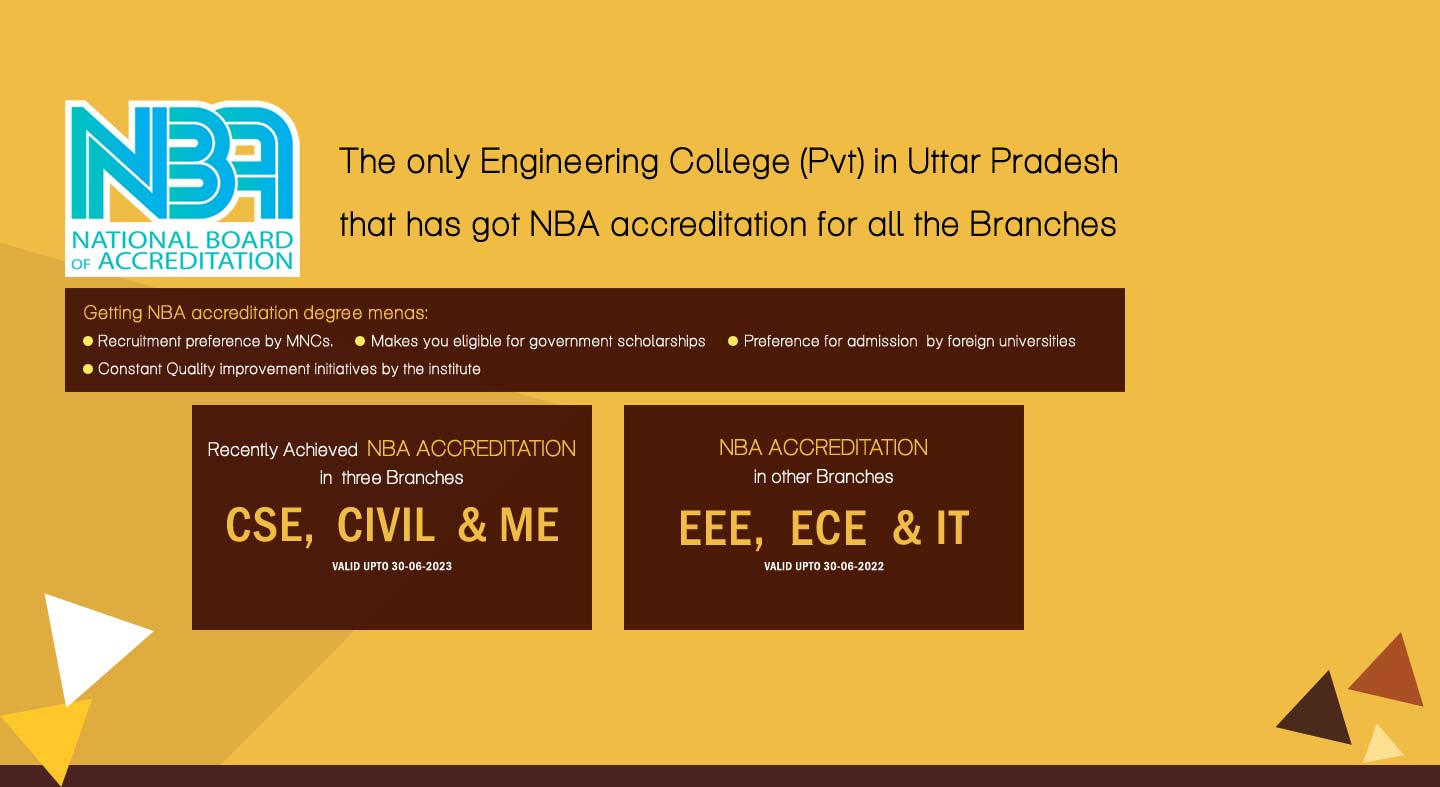 NBA
NATIONAL BOARD
OF ACCREDITATION
The only Engineering College (Pvt) in Uttar Pradesh
that has got NBA accreditation for all the Branches
Getting NBA accreditation degree menas:
Recruitment preference by MNCs. Makes you eligible for government scholarships Preference for admission by foreign universities
Constant Quality improvement initiatives by the institute
Recently Achieved NBA ACCREDITATION
in three Branches
CSE, CIVIL & ME
VALID UPTO 30-06-2023
NBA ACCREDITATION
in other Branches
EEE, ECE & IT
VALID UPTO 30-06-2022